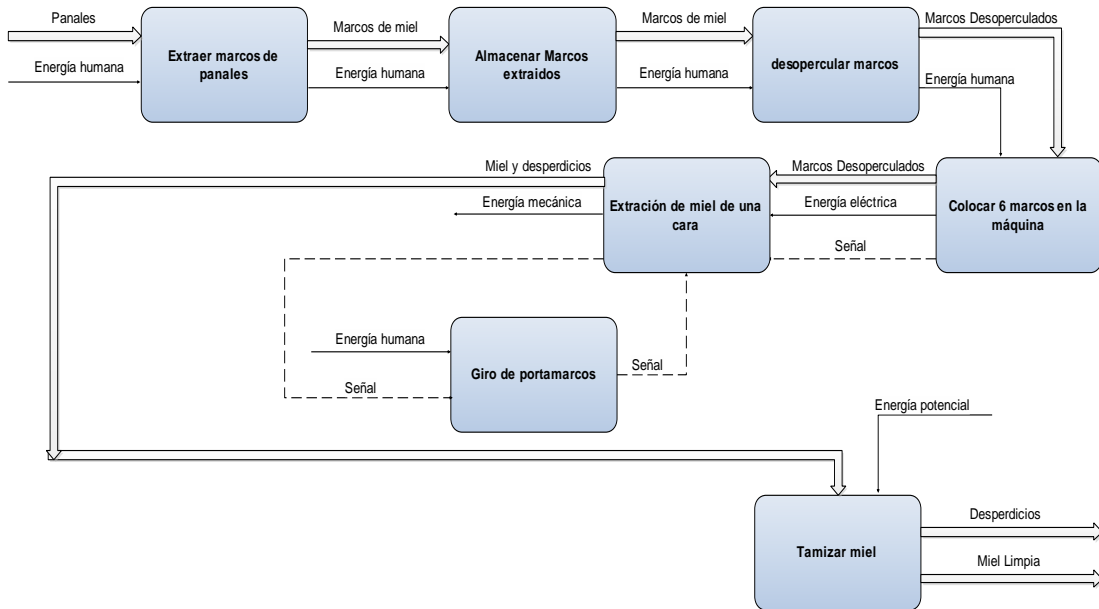 Panales
Energía humana
Extraer marcos de
panales
Marcos de miel
Energía humana
Almacenar Marcos
extraidos
Marcos de miel
Energía humana
desopercular marcos
Marcos Desoperculados
Energía humana
Colocar 6 marcos en la
máquina
Marcos Desoperculados
Energía eléctrica
Señal
Extración de miel de una
cara
Miel y desperdicios
Energía mecánica
Energía humana
Señal
Giro de portamarcos
Señal
Energía potencial
Tamizar miel
Desperdicios
Miel Limpia